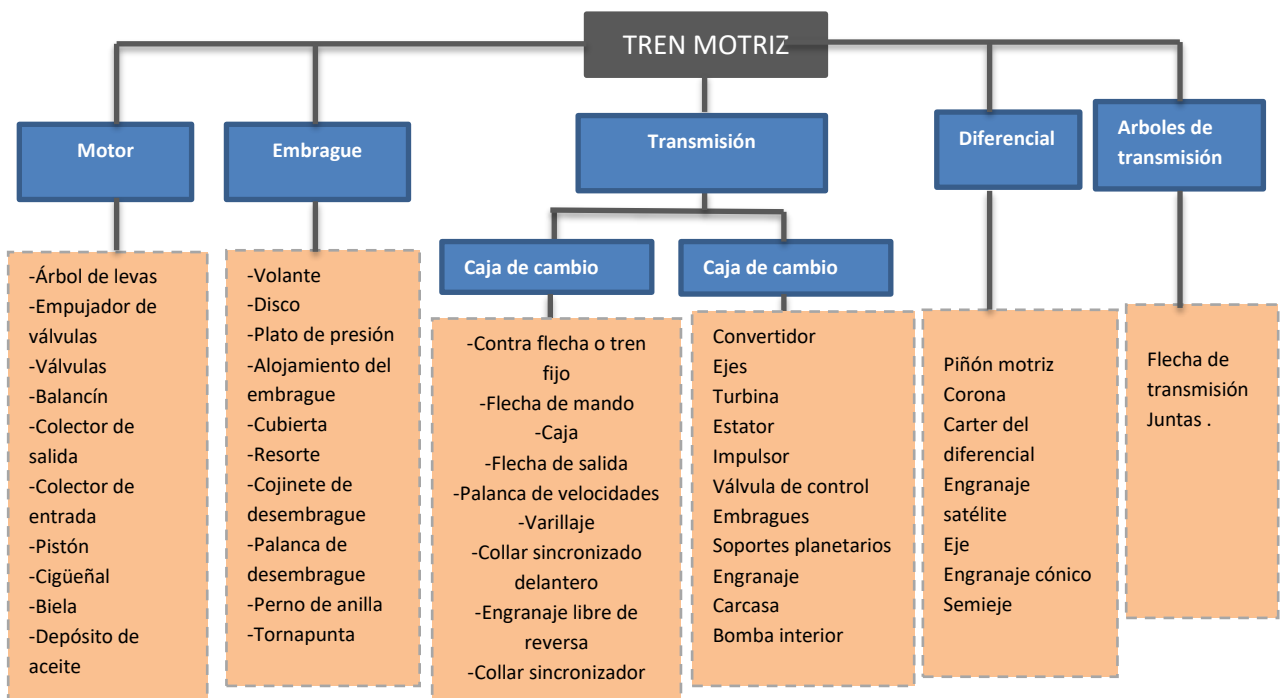 TREN MOTRIZ
Motor
Embrague
Transmisión
Diferencial
Arboles de
transmisión
-Árbol de levas
-Empujador de
válvulas
-Válvulas
-Balancín
-Colector de
salida
-Colector de
entrada
-Pistón
-Cigüeñal
-Biela
-Depósito de
aceite
-Volante
-Disco
-Plato de presión
-Alojamiento del
embrague
-Cubierta
-Resorte
-Cojinete de
desembrague
-Palanca de
desembrague
-Perno de anilla
-Tornapunta
Caja de cambio
-Contra flecha o tren
fijo
-Flecha de mando
-Caja
-Flecha de salida
-Palanca de velocidades
-Varillaje
-Collar sincronizado
delantero
-Engranaje libre de
reversa
-Collar sincronizador
Caja de cambio
Convertidor
Ejes
Turbina
Estator
Impulsor
Válvula de control
Embragues
Soportes planetarios
Engranaje
Carcasa
Bomba interior
Piñón motriz
Corona
Carter del
diferencial
Engranaje
satélite
Eje
Engranaje cónico
Semieje
Flecha de
transmisión
Juntas .